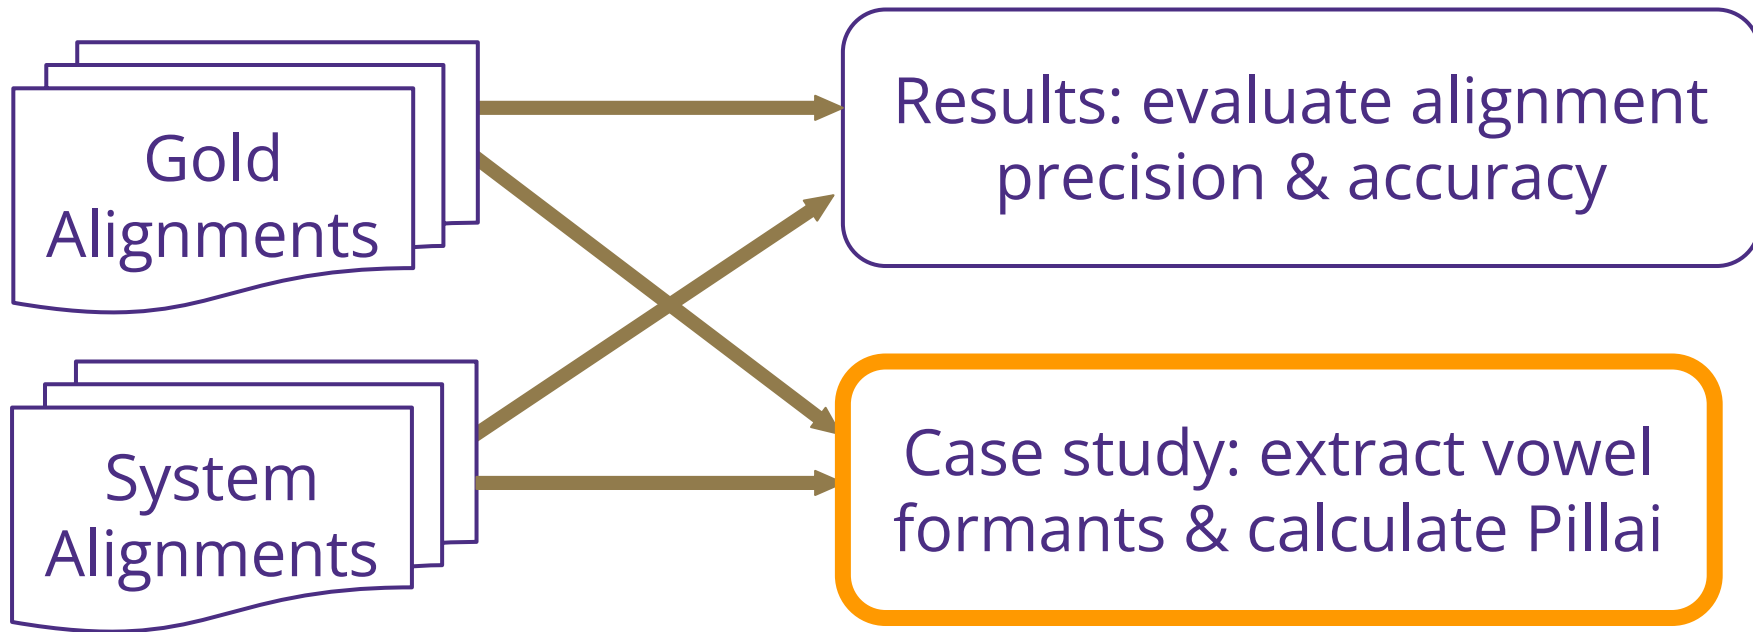 Gold
Alignments
Results: evaluate alignment
precision & accuracy
System
Alignments
Case study: extract vowel
formants & calculate Pillai